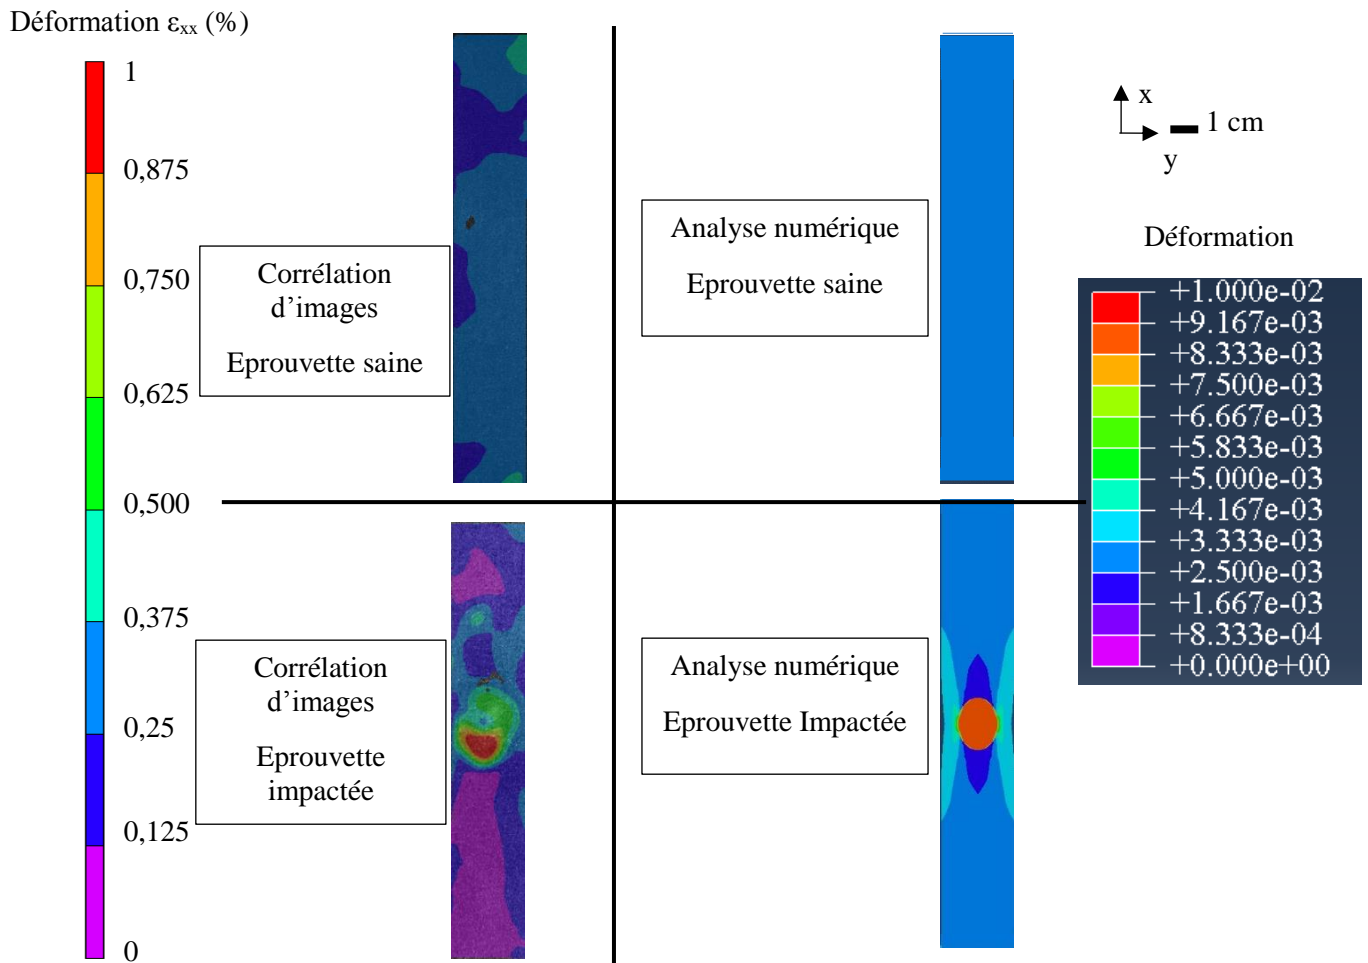 Déformation εxx (%)
1
0,875
0,750
0,625
0,500
0,375
0,25
0,125
0
Corrélation
d’images
Eprouvette saine
Analyse numérique
Eprouvette saine
x
1 cm
y
Déformation
+1.000e-02
+9.167e-03
+8.333e-03
+7.500e-03
+6.667e-03
+5.833e-03
+5.000e-03
+4.167e-03
+3.333e-03
+2.500e-03
+1.667e-03
+8.333e-04
+0.000e+00
Corrélation
d’images
Eprouvette
impactée
Analyse numérique
Eprouvette Impactée